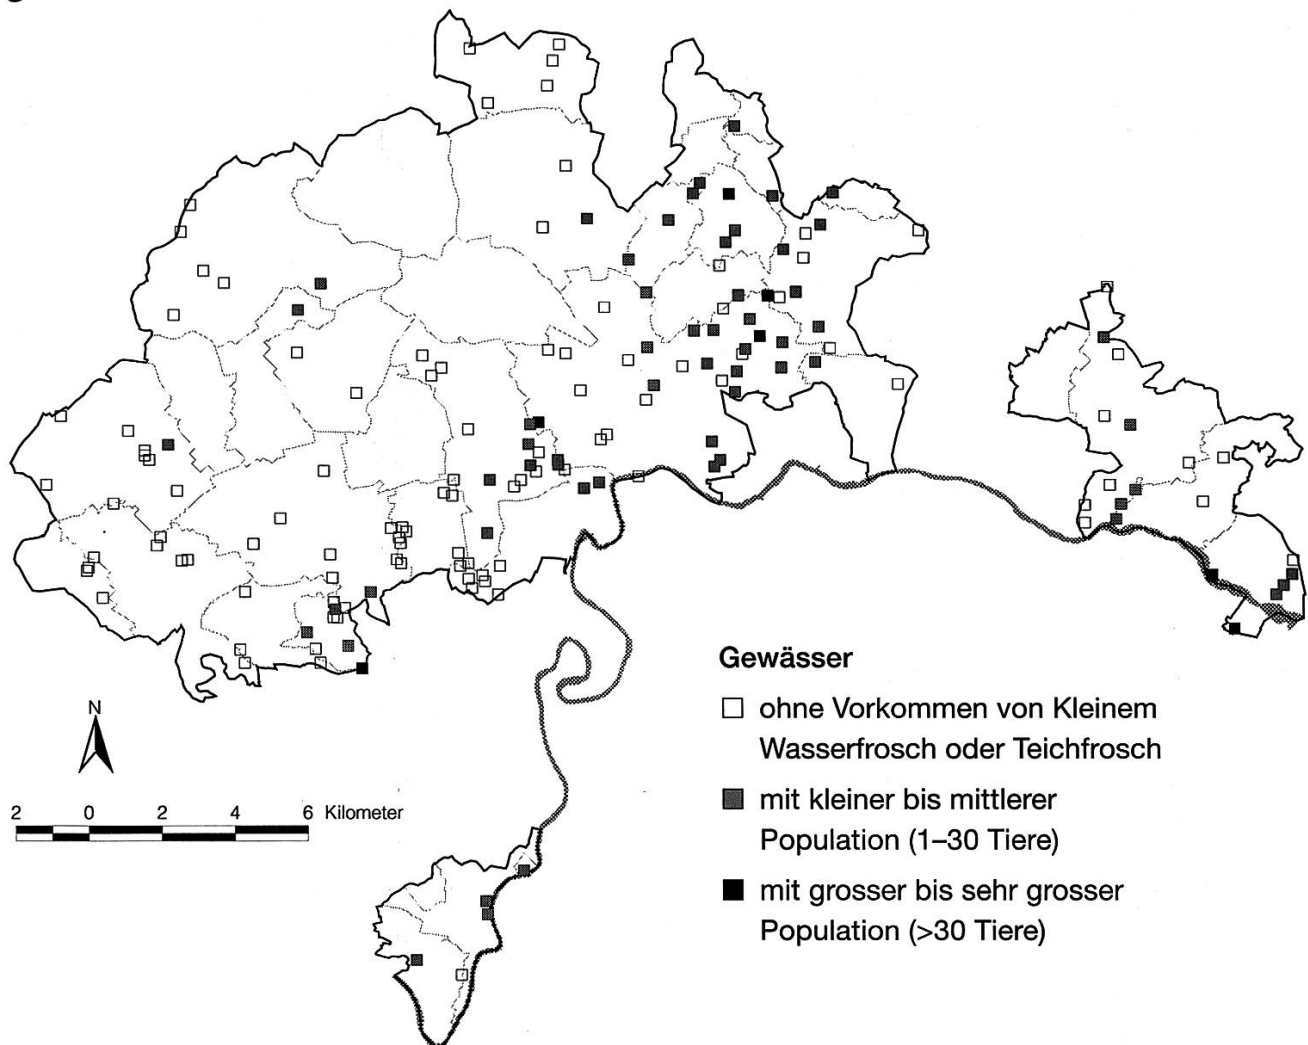 Gewässer
ohne Vorkommen von Kleinem
Wasserfrosch oder Teichfrosch
mit kleiner bis mittlerer
Population (1–30 Tiere)
mit grosser bis sehr grosser
Population (>30 Tiere)
N
2 0 2 4 6 Kilometer